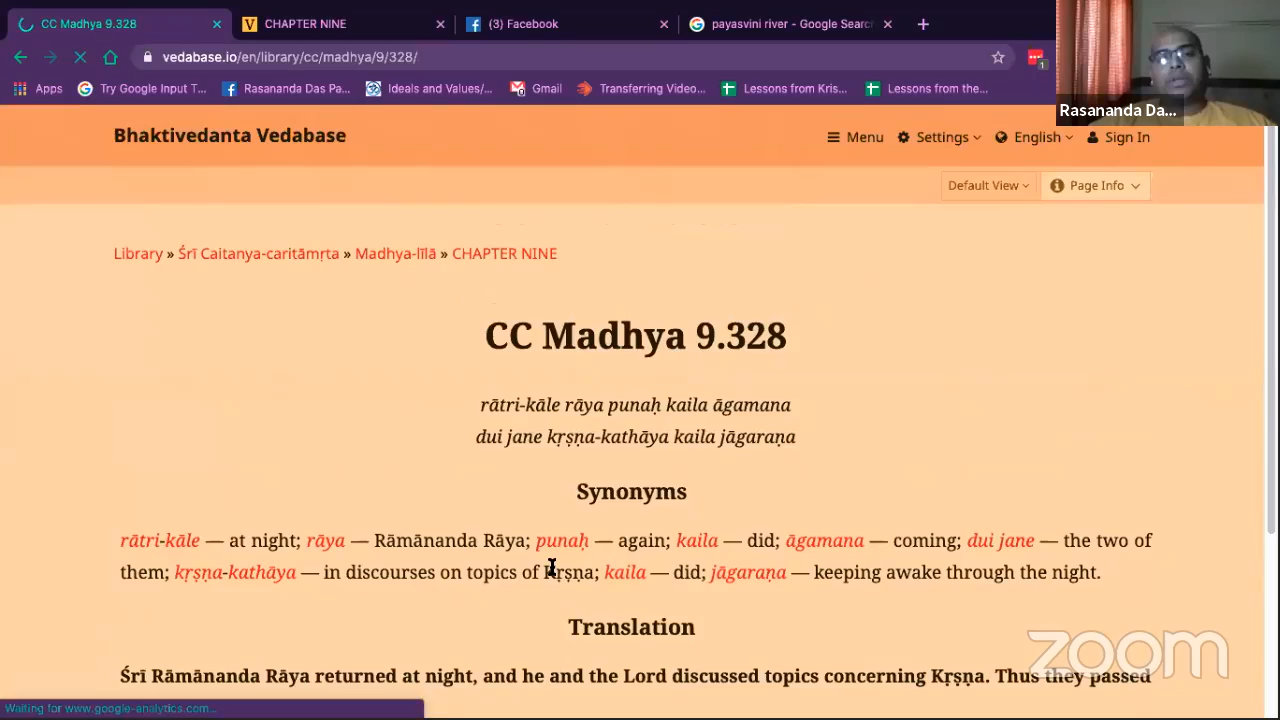 CC Madhya 9.328
CHAPTER NINE
(3) Facebook
payasvini river - Google Searc
vedabase.io/en/library/cc/madhya/9/328/
1
Apps
Try Google Input T...
Rasananda Das Pa...
Ideals and Values/...
Gmail
Transferring Video...
Lessons from Kris...
Lessons from the...
Rasananda Da...
Bhaktivedanta Vedabase
Menu
Settings
English
Sign In
Default View
Page Info
Library » Śrī Caitanya-caritāmṛta » Madhya-līlā » CHAPTER NINE
CC Madhya 9.328
rātri-kāle rāya punaḥ kaila āgamana
dui jane kṛṣṇa-kathāya kaila jāgaraṇa
Synonyms
rātri-kāle — at night; rāya — Rāmānanda Rāya; punaḥ — again; kaila — did; āgamana — coming; dui jane — the two of
them; kṛṣṇa-kathāya — in discourses on topics of Kṛṣṇa; kaila — did; jāgaraṇa — keeping awake through the night.
Translation
Śrī Rāmānanda Rāya returned at night, and he and the Lord discussed topics concerning Kṛṣṇa. Thus they passed
zoom
Waiting for www.google-analytics.com...